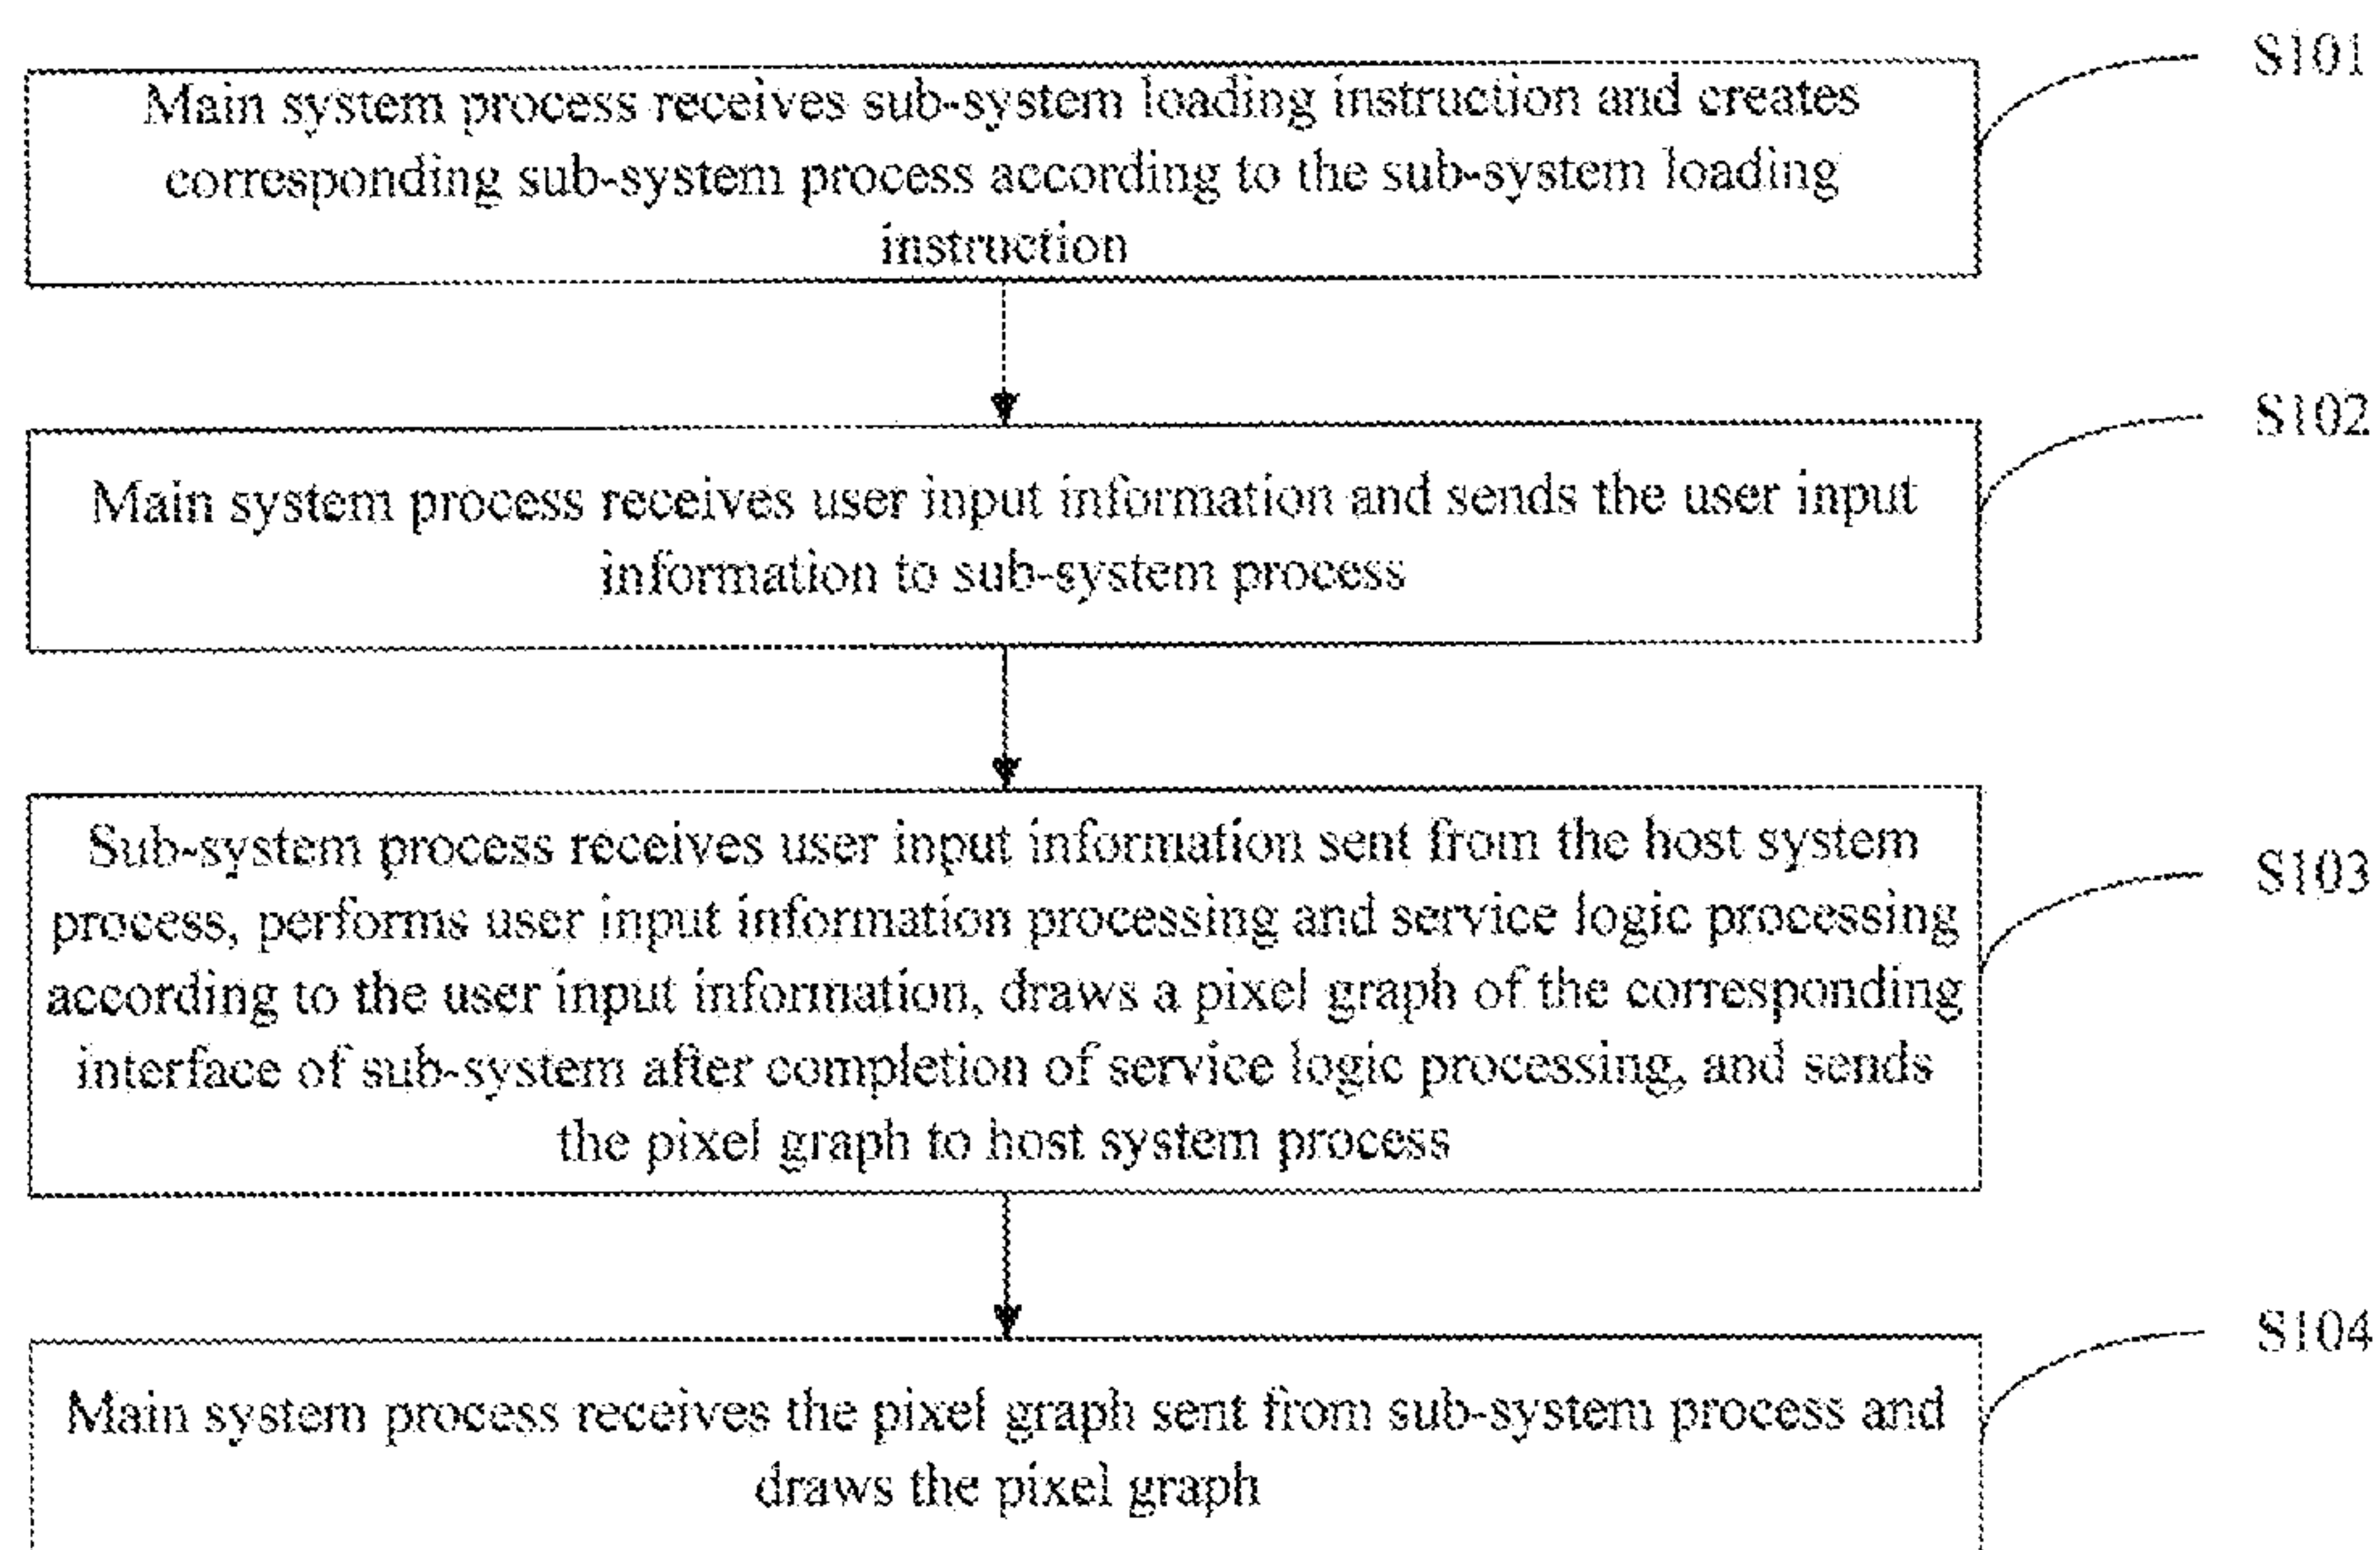 S101
Main system process receives sub-system loading instruction and creates
corresponding sub-system process according to the sub-system loading
instruction
S102
Main system process receives user input information and sends the user input
information to sub-system process
S103
Sub-system process receives user input information sent from the host system
process, performs user input information processing and service logic processing
according to the user input information, draws a pixel graph of the corresponding
interface of sub-system after completion of service logic processing, and sends
the pixel graph to host system process
S104
Main system process receives the pixel graph sent from sub-system process and
draws the pixel graph